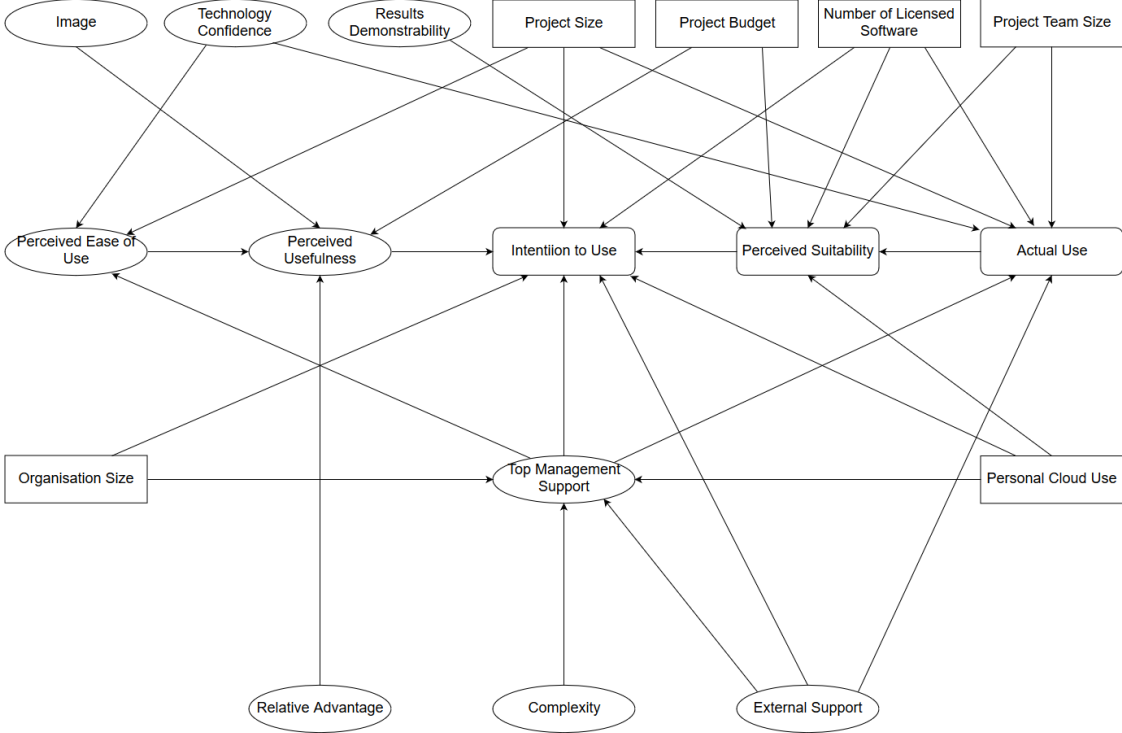 Image
Technology
Confidence
Results
Demonstrability
Project Size
Project Budget
Number of Licensed
Software
Project Team Size
Perceived Ease of
Use
Perceived
Usefulness
Intentiion to Use
Perceived Suitability
Actual Use
Organisation Size
Top Management
Support
Personal Cloud Use
Relative Advantage
Complexity
External Support